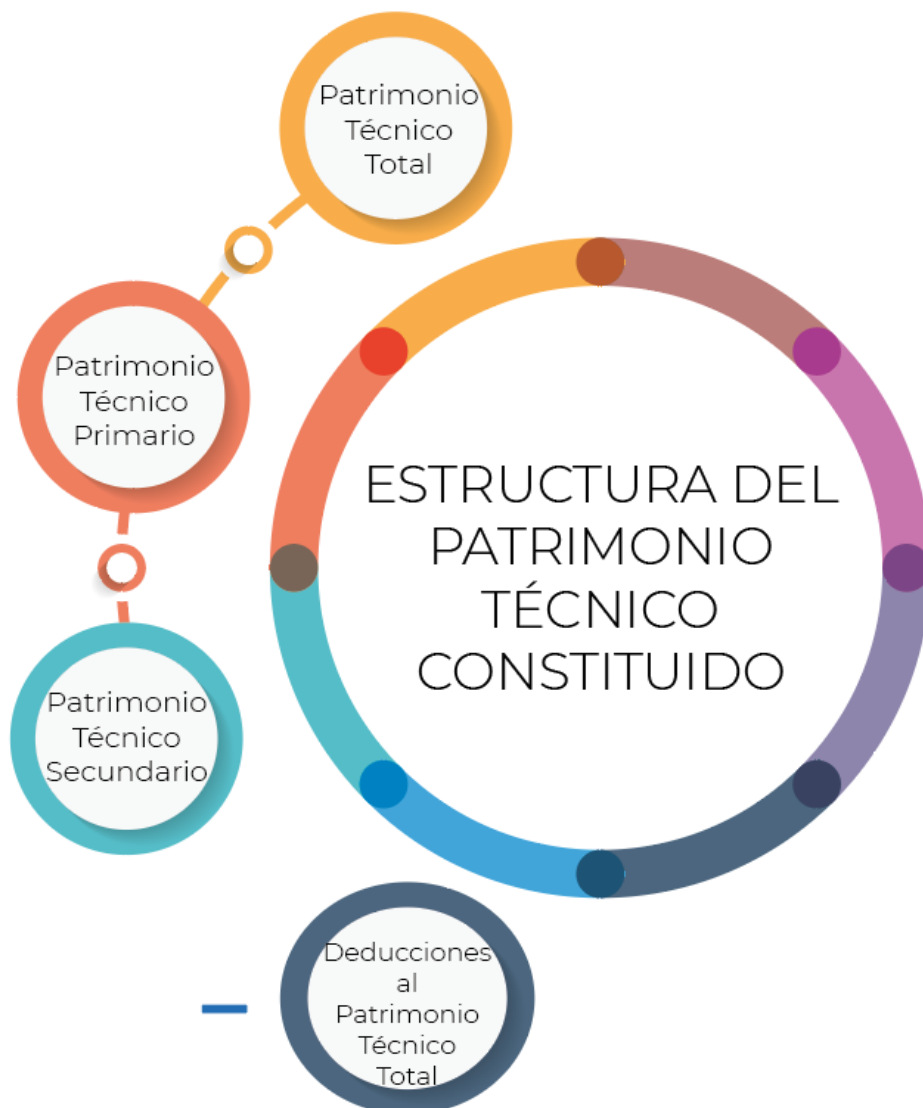 Patrimonio
Técnico
Total
Patrimonio
Técnico
Primario
ESTRUCTURA DEL
PATRIMONIO
TÉCNICO
CONSTITUIDO
Patrimonio
Técnico
Secundario
Deducciones
al
Patrimonio
Técnico
Total